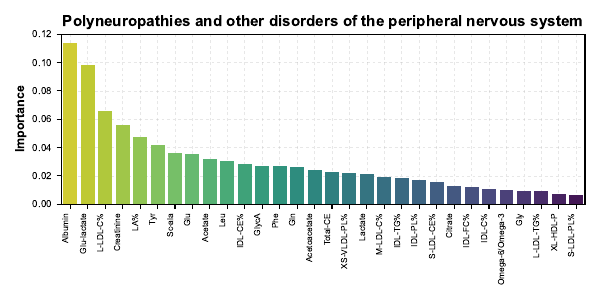 Polyneuropathies and other disorders of the peripheral nervous system
Importance
0.12
0.10
0.08
0.06
0.04
0.02
0.00
Albumin
Glu-lactate
L-LDL-C%
Creatinine
LA%
Tyr
Scela
Glu
Acetate
Leu
IDL-CE%
GlycA
Phe
Gln
Acetoacetate
Total-CE
XS-VLDL-PL%
Lactate
M-LDL-C%
IDL-TG%
IDL-PL%
S-LDL-CE%
Citrate
IDL-FC%
IDL-C%
Omega-6/Omega-3
Gly
L-LDL-TG%
XL-HDL-P
S-LDL-PL%